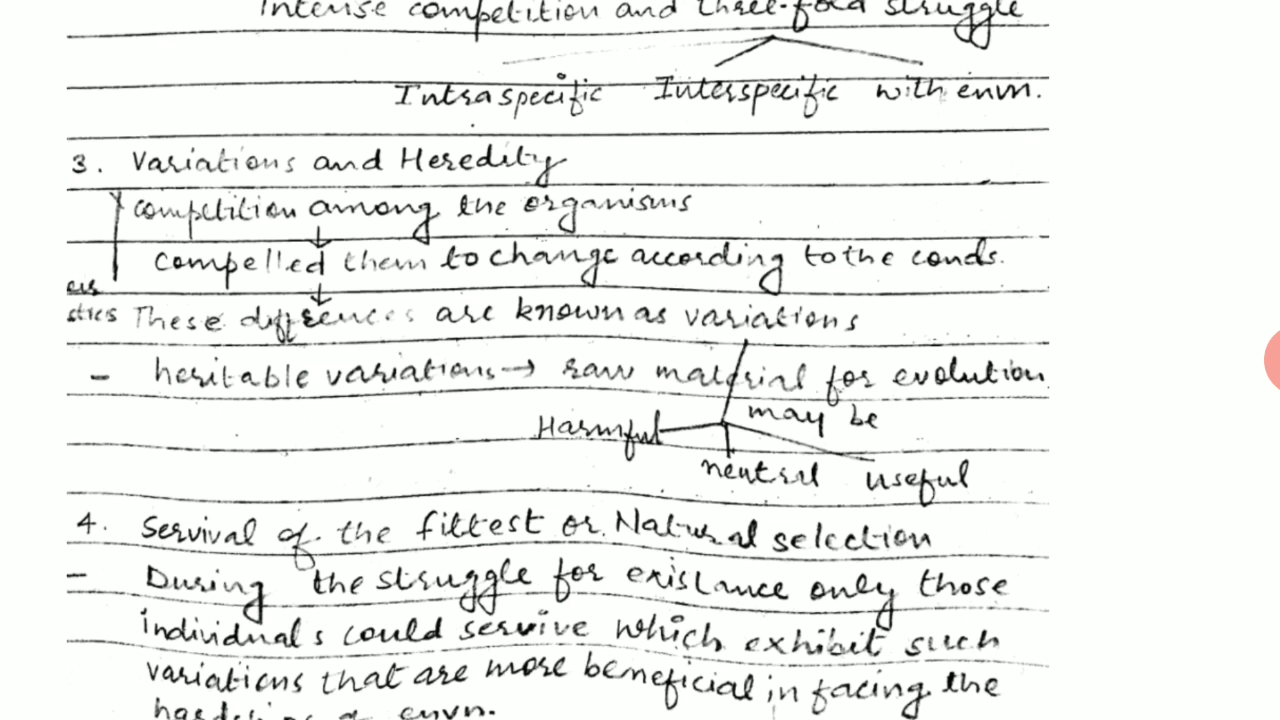 Intense competition and three-fold struggle
Intraspecific Interspecific with envn.
3. Variations and Heredity
competition among the organisms
compelled them to change according to the conds.
stics These differences are known as variations
- heritable variations → raw material for evolution
may be
Harmful
neutral useful
4. Servival of the fittest or Natural selection
- During the struggle for existance only those
individuals could servive which exhibit such
variations that are more beneficial in facing the
envn.